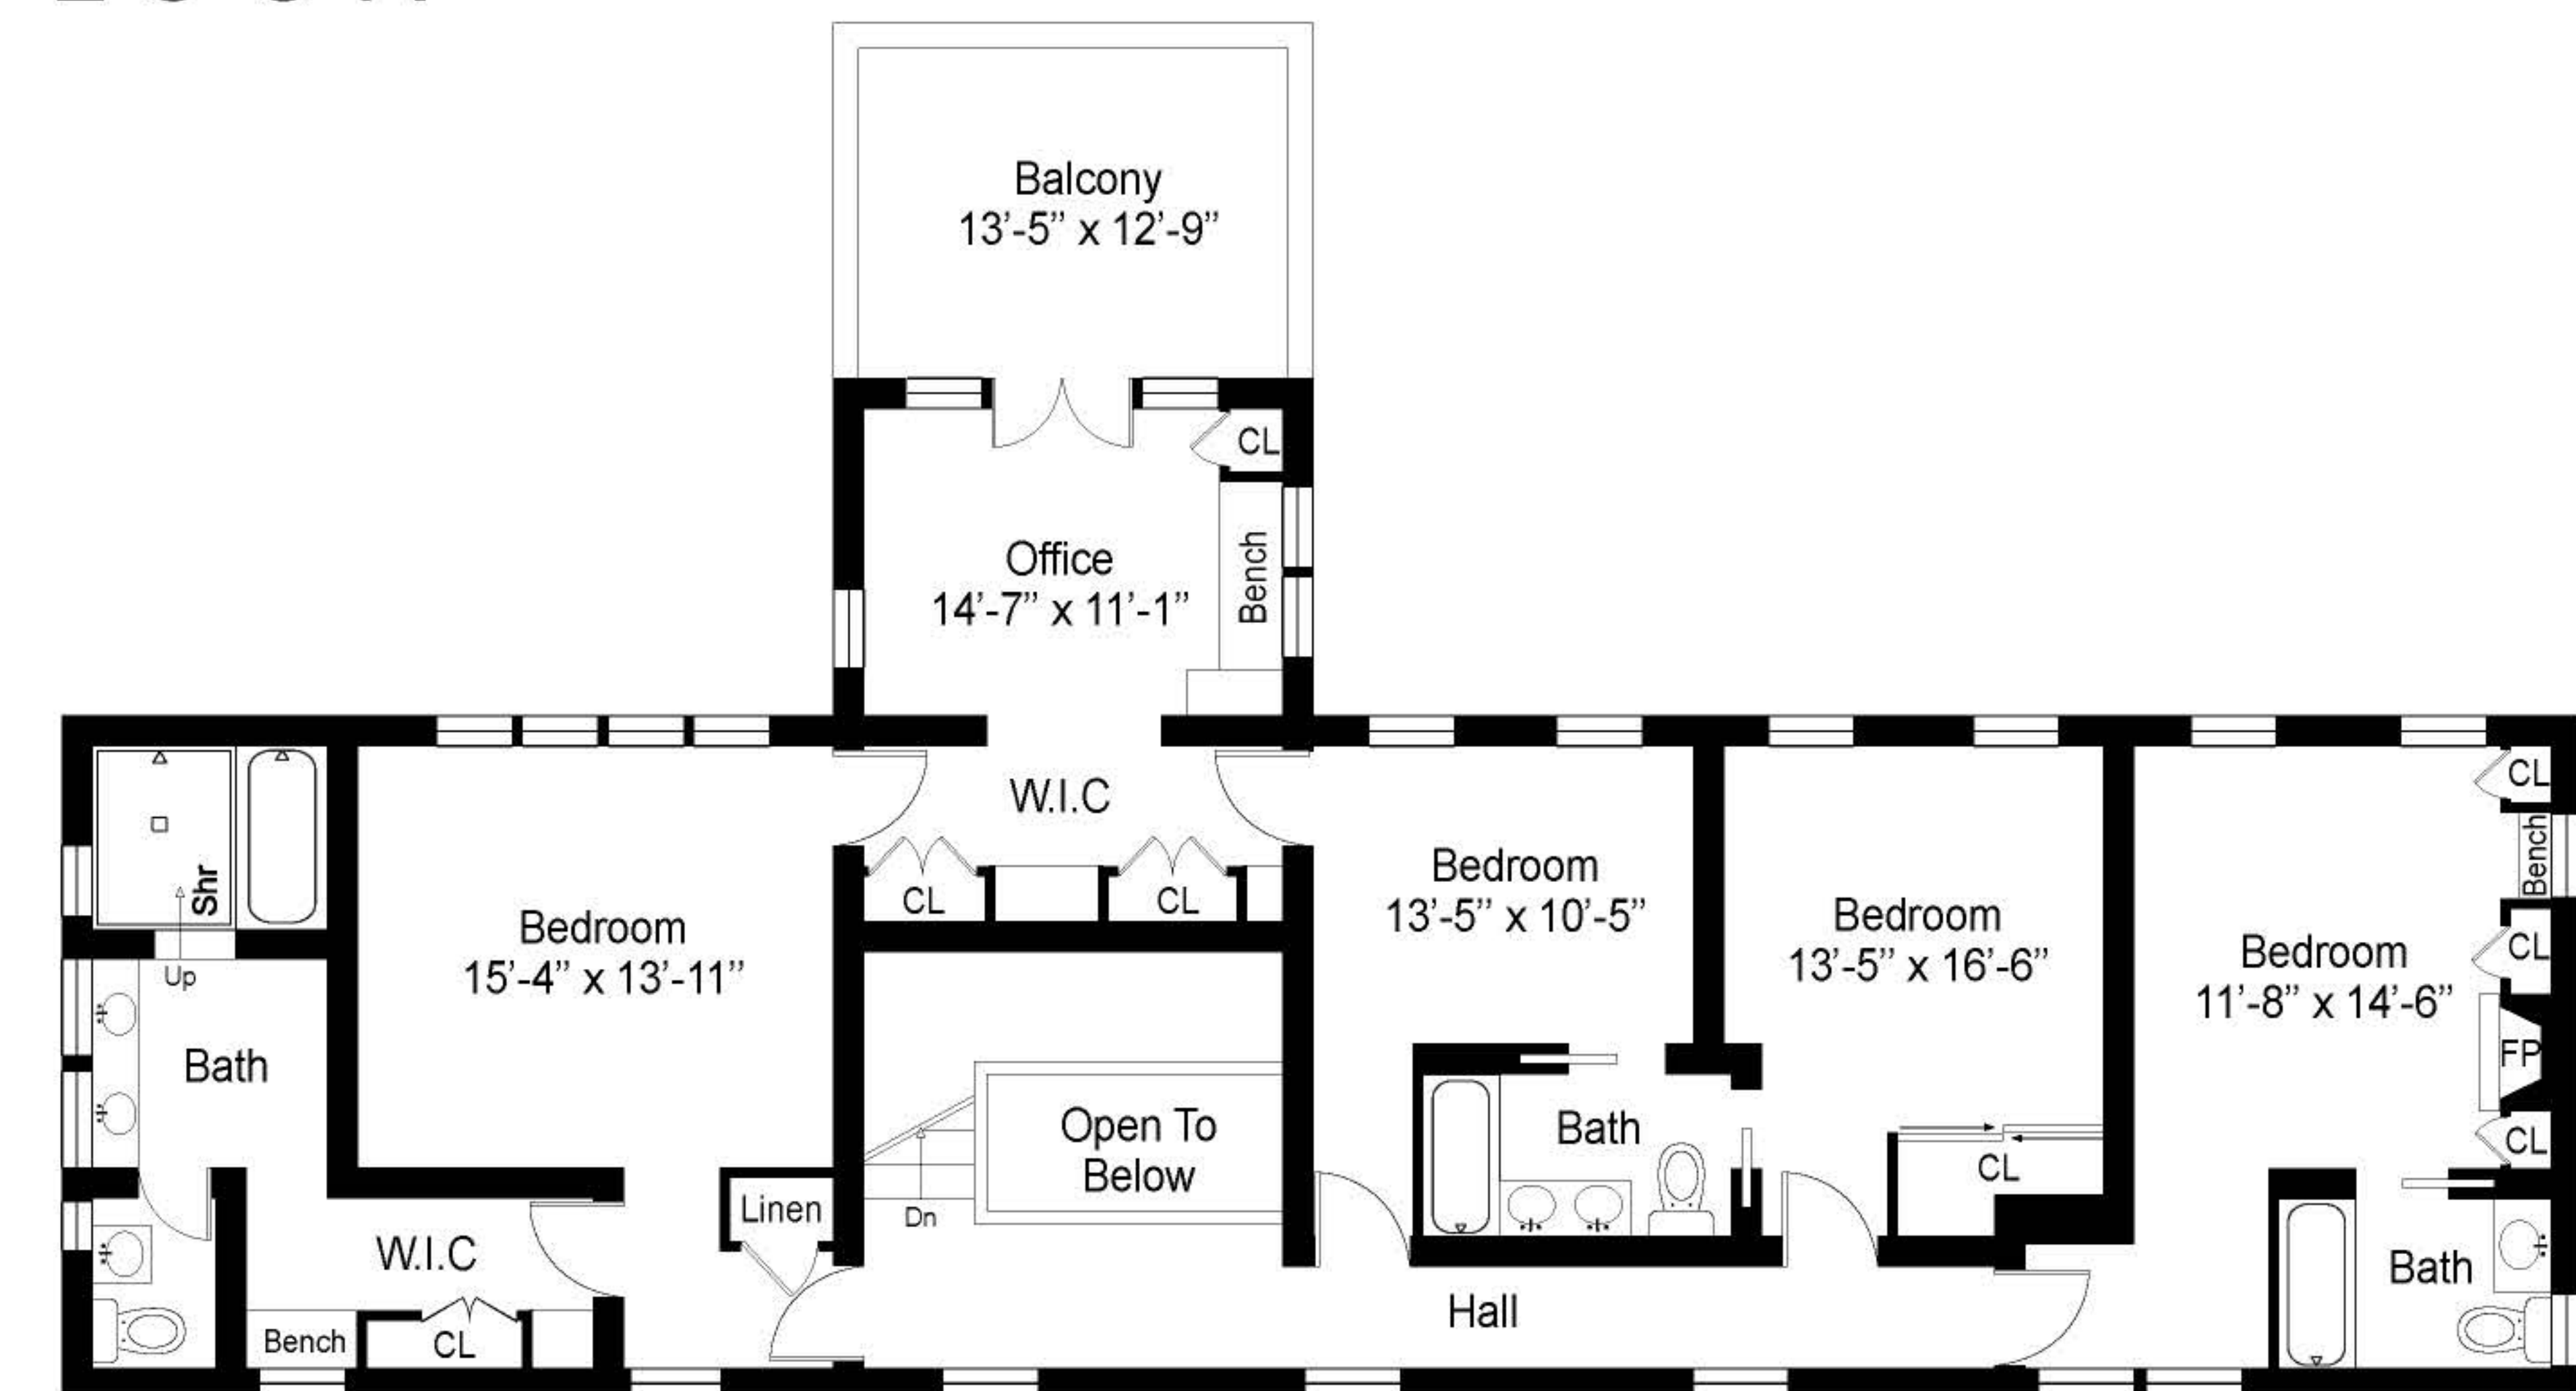 Balcony
13’-5” x 12’-9”
CL
Office
14’-7” x 11’-1”
Bench
W.I.C
CL
CL
CL
Bench
Shr
Up
Bedroom
15’-4” x 13’-11”
Bedroom
13’-5” x 10’-5”
Bedroom
13’-5” x 16’-6”
Bedroom
11’-8” x 14’-6”
CL
FP
Bath
Open To
Below
Bath
CL
CL
Linen
Dn
W.I.C
Bath
Hall
Bench
CL